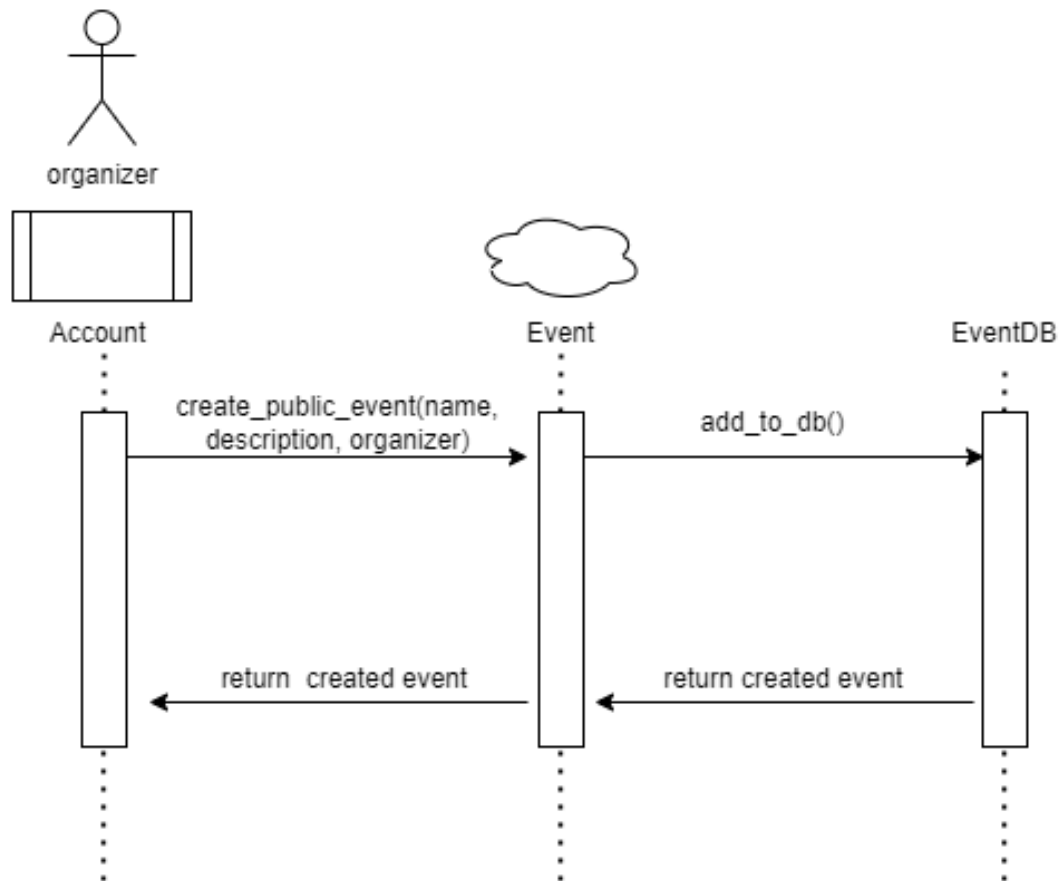 organizer
Account
Event
EventDB
create_public_event(name,
description, organizer)
add_to_db()
return  created event
return created event